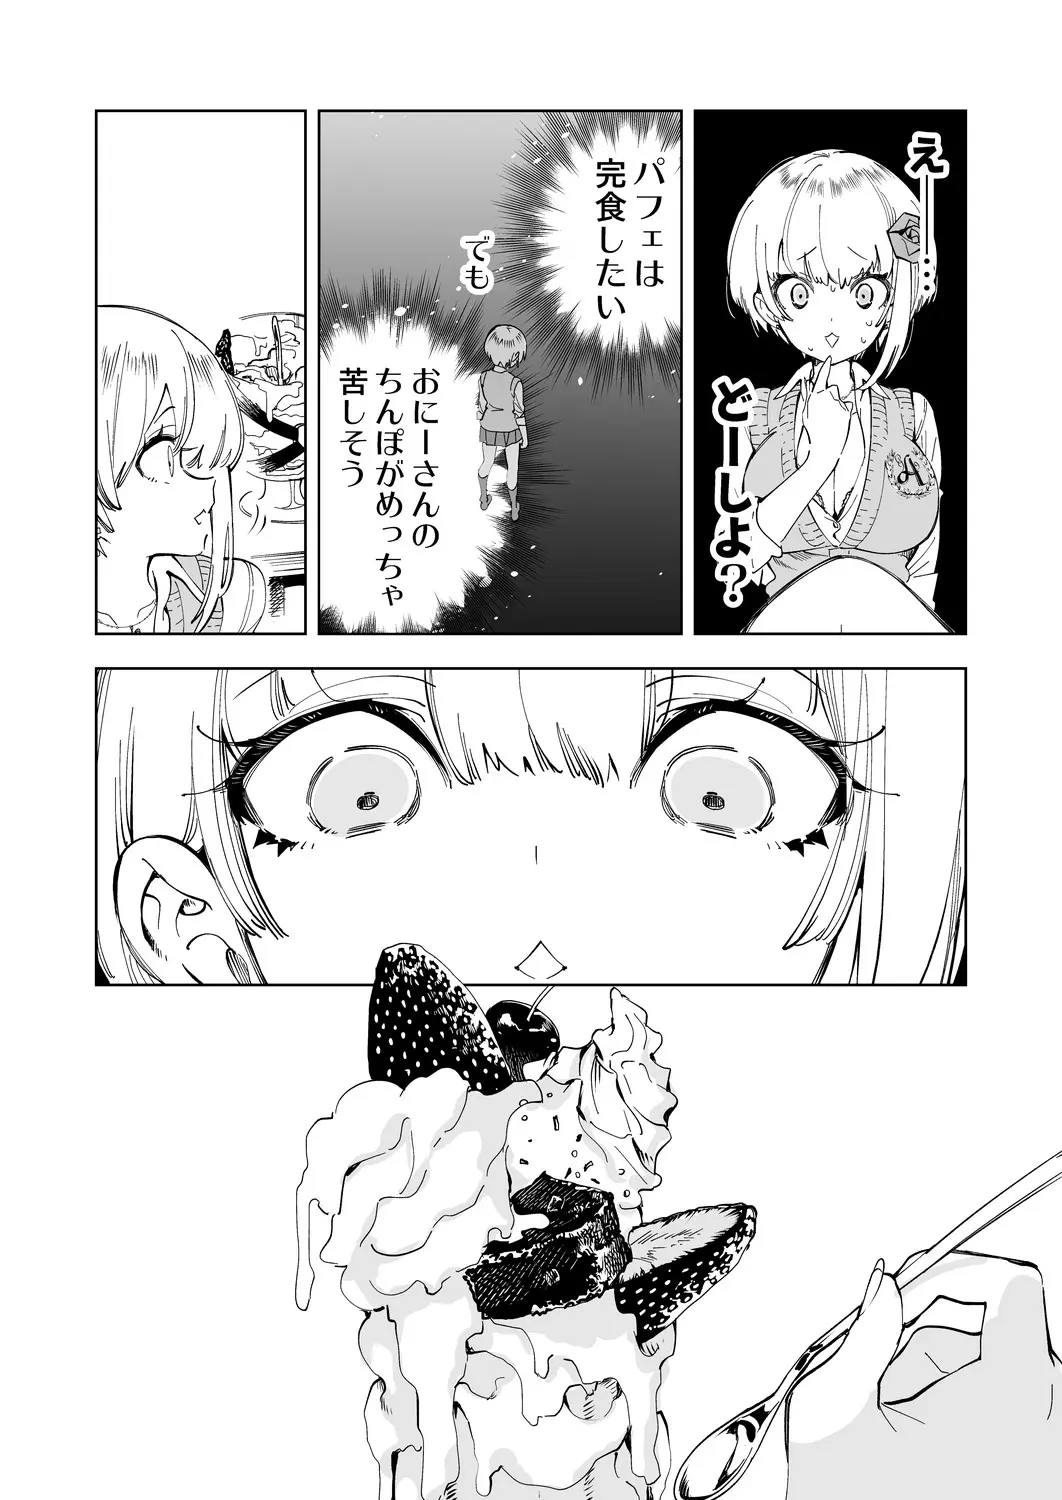 え――……
どーしよ？
パフェは
完食したい
でも
おにーさんの
ちんぽがめっちゃ
苦しそう
A